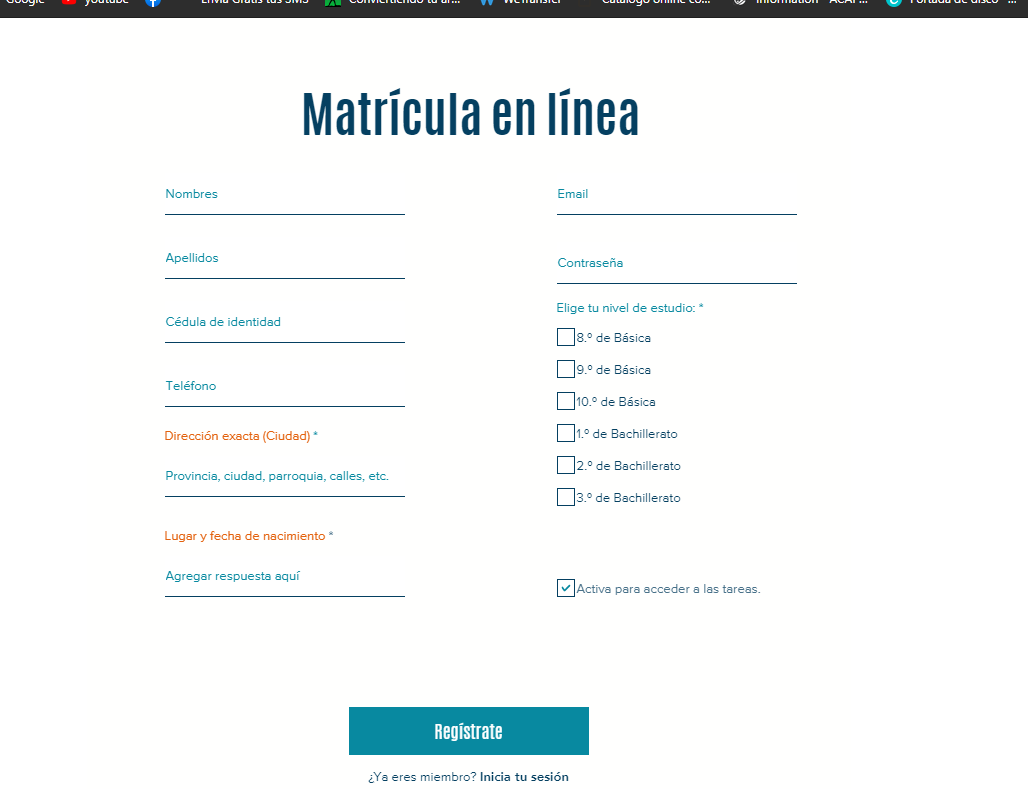 Google youtube Envía Gratis tus SMS Convirtiendo tu ar... WeTransfer Catálogo online co... Information - ACAP... Portada de disco - ...
Matrícula en línea
Nombres
Apellidos
Cédula de identidad
Teléfono
Dirección exacta (Ciudad) *
Provincia, ciudad, parroquia, calles, etc.
Lugar y fecha de nacimiento *
Agregar respuesta aquí
Email
Contraseña
Elige tu nivel de estudio: *
8.º de Básica
9.º de Básica
10.º de Básica
1.º de Bachillerato
2.º de Bachillerato
3.º de Bachillerato
Activa para acceder a las tareas.
Regístrate
¿Ya eres miembro? Inicia tu sesión